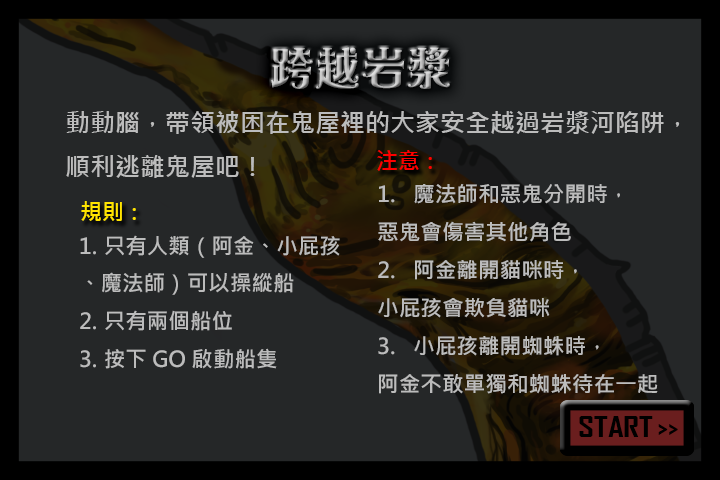 跨越岩漿
動動腦，帶領被困在鬼屋裡的大家安全越過岩漿河陷阱，
順利逃離鬼屋吧！
規則：
1. 只有人類（阿金、小屁孩
、魔法師）可以操縱船
2. 只有兩個船位
3. 按下 GO 啟動船隻
注意：
1. 魔法師和惡鬼分開時，
惡鬼會傷害其他角色
2. 阿金離開貓咪時，
小屁孩會欺負貓咪
3. 小屁孩離開蜘蛛時，
阿金不敢單獨和蜘蛛待在一起
START >>